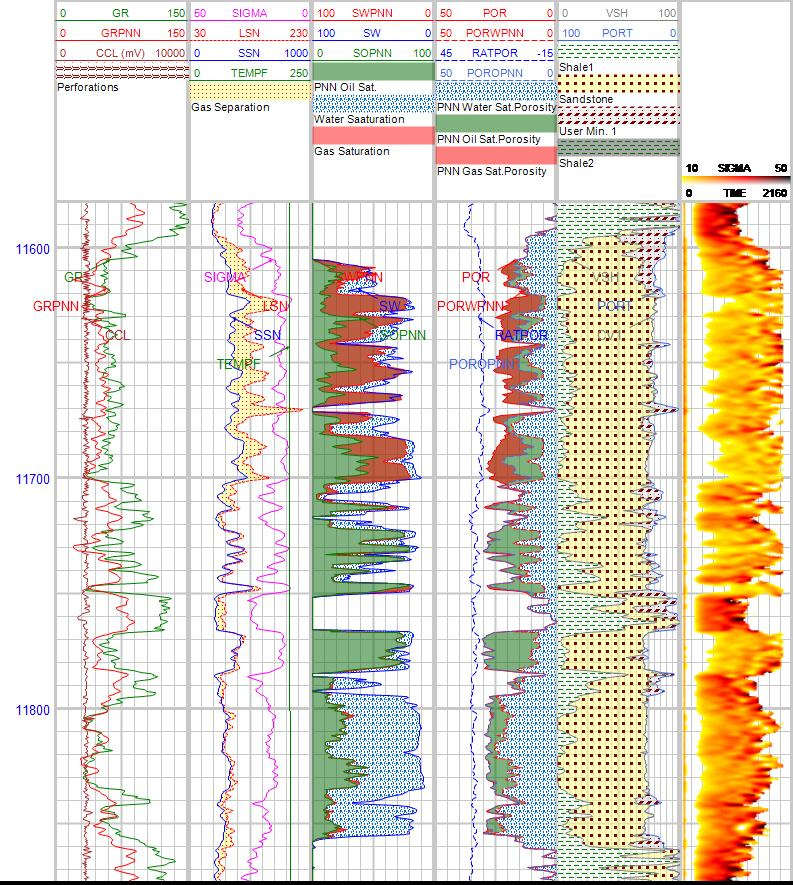 0 GR 150
0 GRPNN 150
0 CCL (mV) 10000
Perforations
50 SIGMA 0
30 LSN 230
0 SSN 1000
0 TEMPF 250
Gas Separation
100 SWPNN 0
100 SW 0
0 SOPNN 100
PNN Oil Sat.
Water Saaturation
Gas Saturation
50 POR 0
50 PORWPNN 0
45 RATPOR -15
50 POROPNN 0
PNN Water Sat.Porosity
PNN Oil Sat.Porosity
PNN Gas Sat.Porosity
0 VSH 100
100 PORT 0
Shale1
Sandstone
User Min. 1
Shale2
10 SIGMA 50
0 TIME 2160
11600
GR
SIGMA
SWPNN
POR
VSH
GRPNN
LSN
SW
PORWPNN
PORT
CCL
SSN
SOPNN
RATPOR
TEMPF
POROPNN
11700
11800